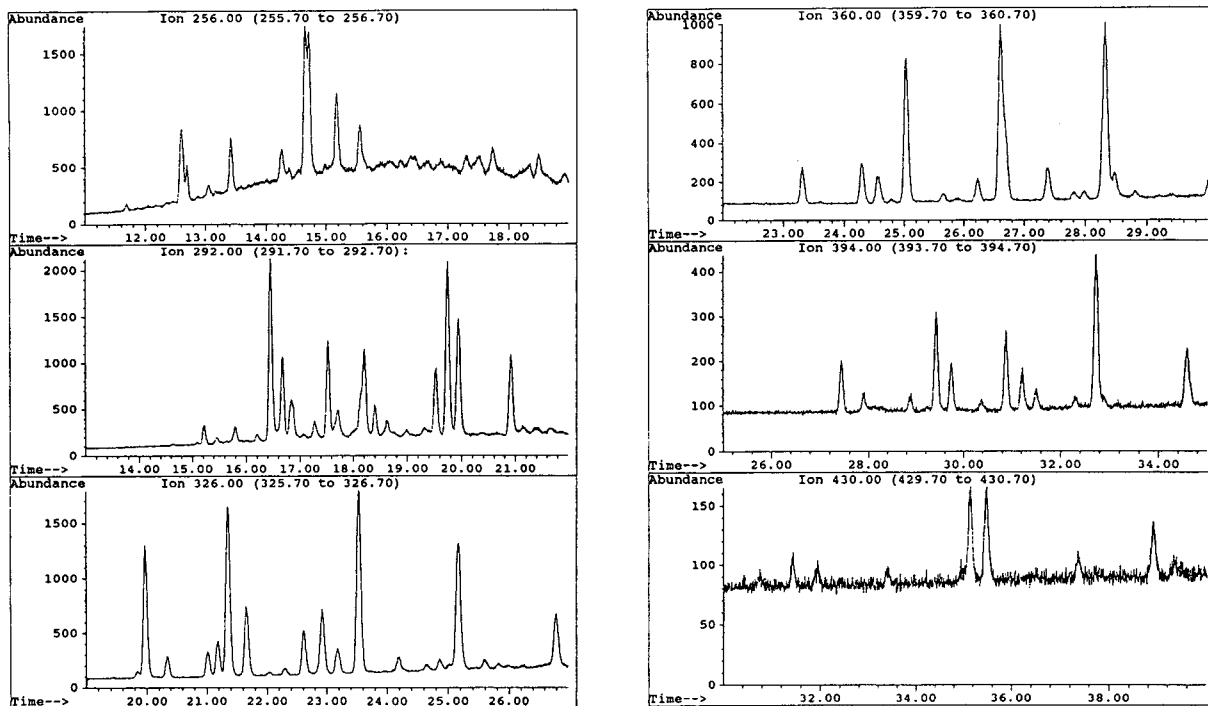 Abundance Ion 256.00 (255.70 to 256.70)
1500
1000
500
0
Time--> 12.00 13.00 14.00 15.00 16.00 17.00 18.00
Abundance Ion 292.00 (291.70 to 292.70):
2000
1500
1000
500
0
Time--> 14.00 15.00 16.00 17.00 18.00 19.00 20.00 21.00
Abundance Ion 326.00 (325.70 to 326.70)
1500
1000
500
0
Time--> 20.00 21.00 22.00 23.00 24.00 25.00 26.00
Abundance Ion 360.00 (359.70 to 360.70)
1000
800
600
400
200
0
Time--> 23.00 24.00 25.00 26.00 27.00 28.00 29.00
Abundance Ion 394.00 (393.70 to 394.70)
400
300
200
100
0
Time--> 26.00 28.00 30.00 32.00 34.00
Abundance Ion 430.00 (429.70 to 430.70)
150
100
50
0
Time--> 32.00 34.00 36.00 38.00